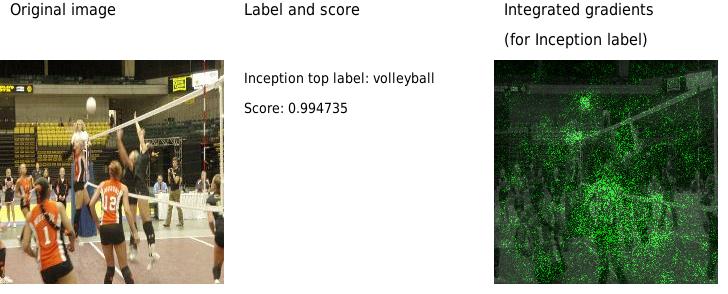 Original image
Label and score
Integrated gradients
(for Inception label)
Inception top label: volleyball
Score: 0.994735
12
1